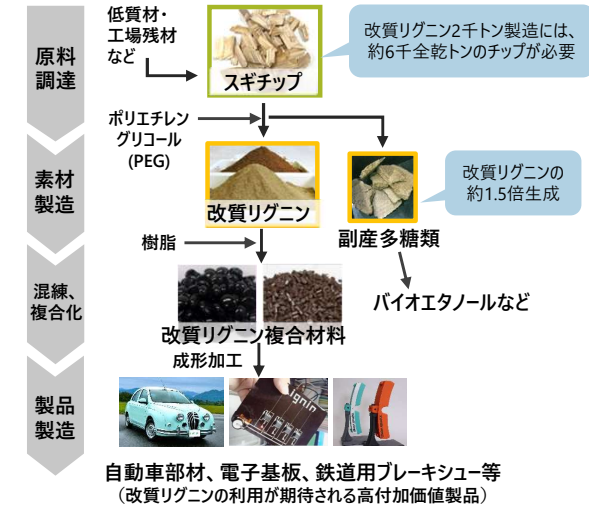 原料
調達
低質材・
工場残材
など
スギチップ
改質リグニン2千トン製造には、
約6千全乾トンのチップが必要
ポリエチレン
グリコール
(PEG)
素材
製造
改質リグニン
副産多糖類
改質リグニンの
約1.5倍生成
樹脂
バイオエタノールなど
混練、
複合化
改質リグニン複合材料
成形加工
製品
製造
lignin
自動車部材、電子基板、鉄道用ブレーキシュー等
（改質リグニンの利用が期待される高付加価値製品）